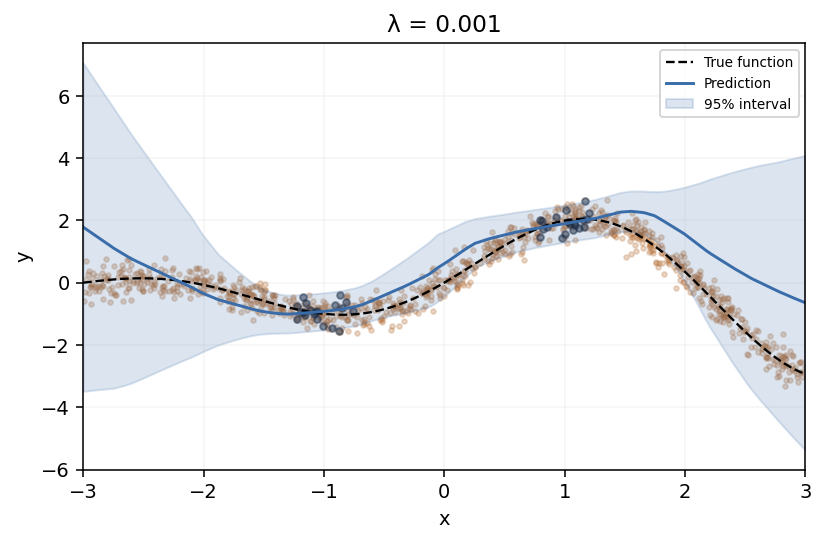 λ = 0.001
True function
Prediction
95% interval
y
6
4
2
0
−2
−4
−6
−3 −2 −1 0 1 2 3
x